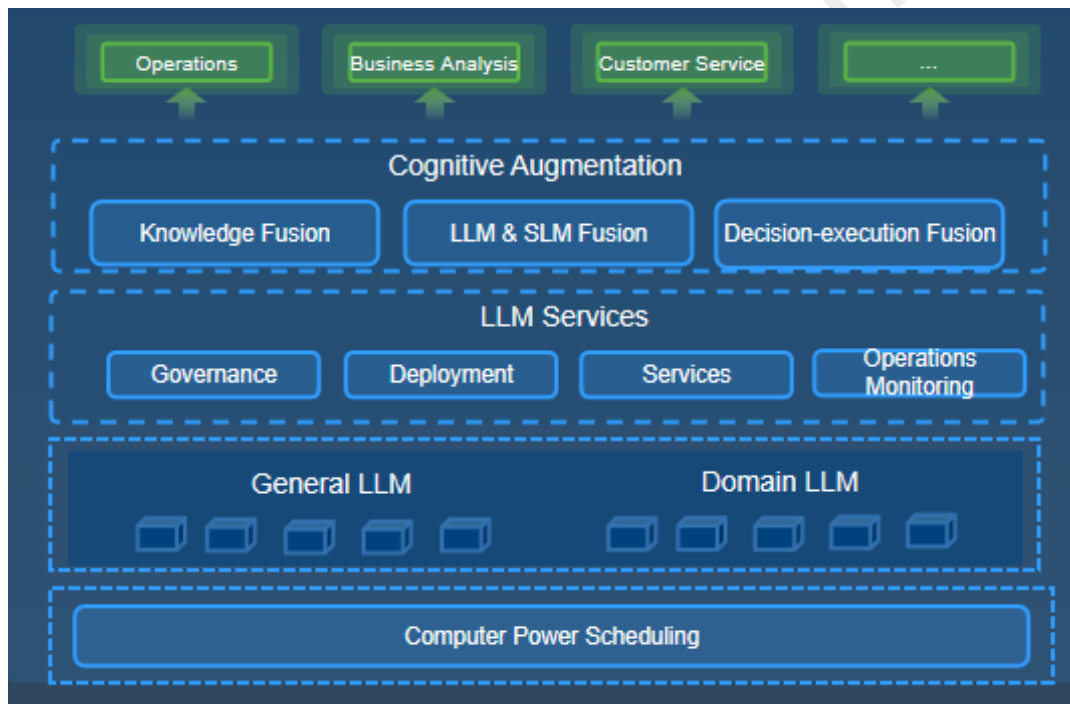 Operations
Business Analysis
Customer Service
...
Cognitive Augmentation
Knowledge Fusion
LLM & SLM Fusion
Decision-execution Fusion
LLM Services
Governance
Deployment
Services
Operations
Monitoring
General LLM
Domain LLM
Computer Power Scheduling